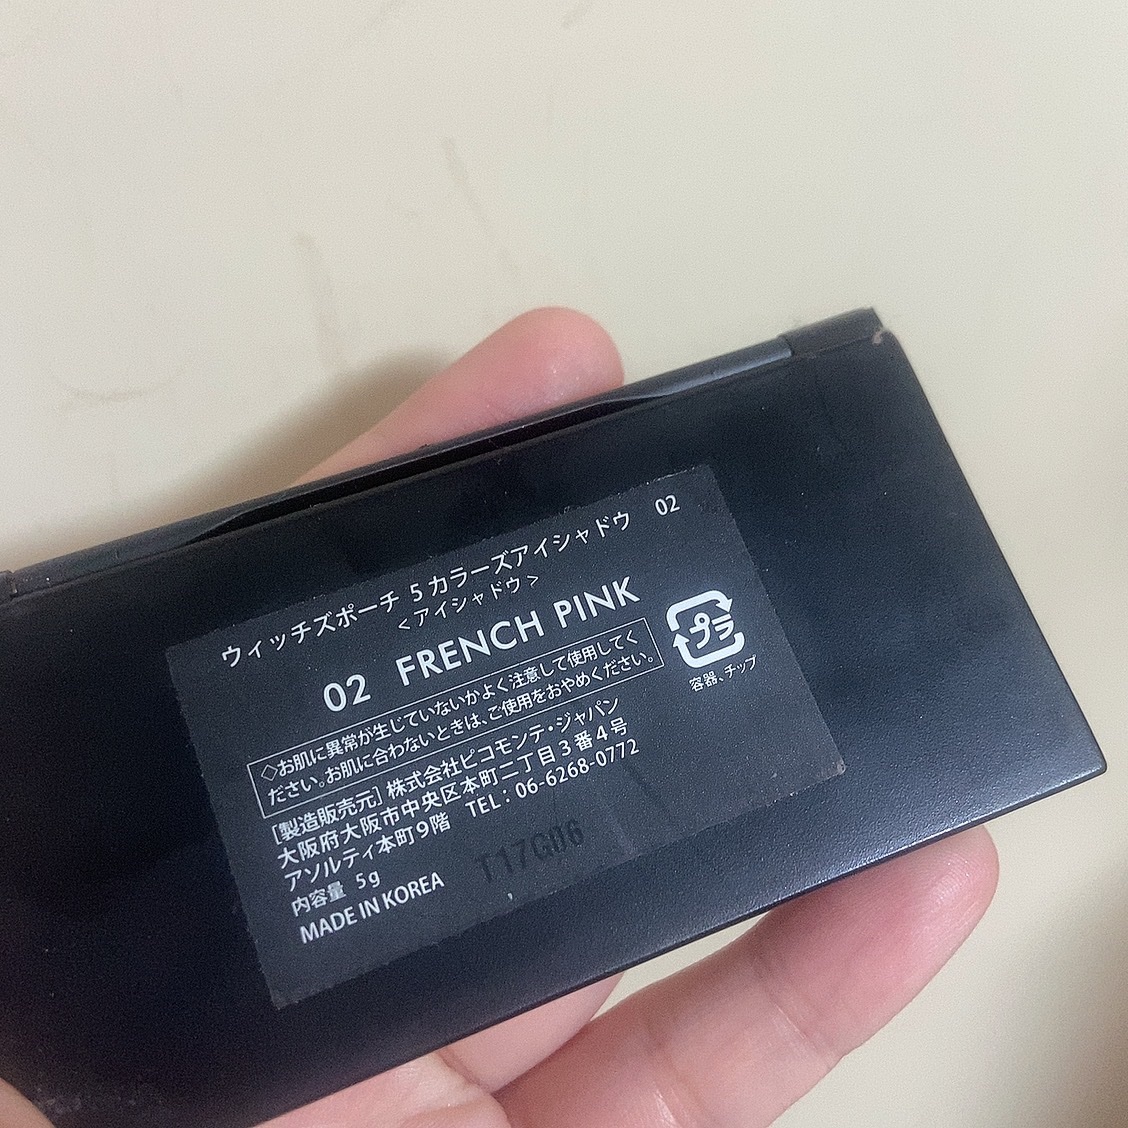 ウィッチズポーチ 5カラーズアイシャドウ 02
＜アイシャドウ＞
02 FRENCH PINK
◇お肌に異常が生じていないかよく注意して使用してく
ださい。お肌に合わないときは、ご使用をおやめください。
プラ
容器、チップ
[製造販売元] 株式会社ピコモンテ・ジャパン
大阪府大阪市中央区本町二丁目3番4号
アソルティ本町9階 TEL：06-6268-0772
内容量 5g
MADE IN KOREA
T17G06